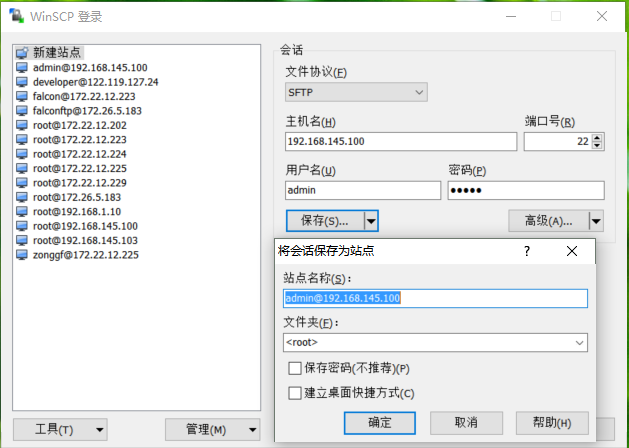 WinSCP 登录
新建站点
admin@192.168.145.100
developer@122.119.127.24
falcon@172.22.12.223
falconftp@172.26.5.183
root@172.22.12.202
root@172.22.12.223
root@172.22.12.224
root@172.22.12.225
root@172.22.12.229
root@172.26.5.183
root@192.168.1.10
root@192.168.145.100
root@192.168.145.103
zonggf@172.22.12.225
工具(T)
管理(M)
会话
文件协议(F)
SFTP
主机名(H) 端口号(R)
192.168.145.100 22
用户名(U) 密码(P)
admin ●●●●●
保存(S)... 高级(A)...
将会话保存为站点 ?
站点名称(S)：
admin@192.168.145.100
文件夹(F)：
<root>
保存密码(不推荐)(P)
建立桌面快捷方式(C)
确定 取消 帮助(H)